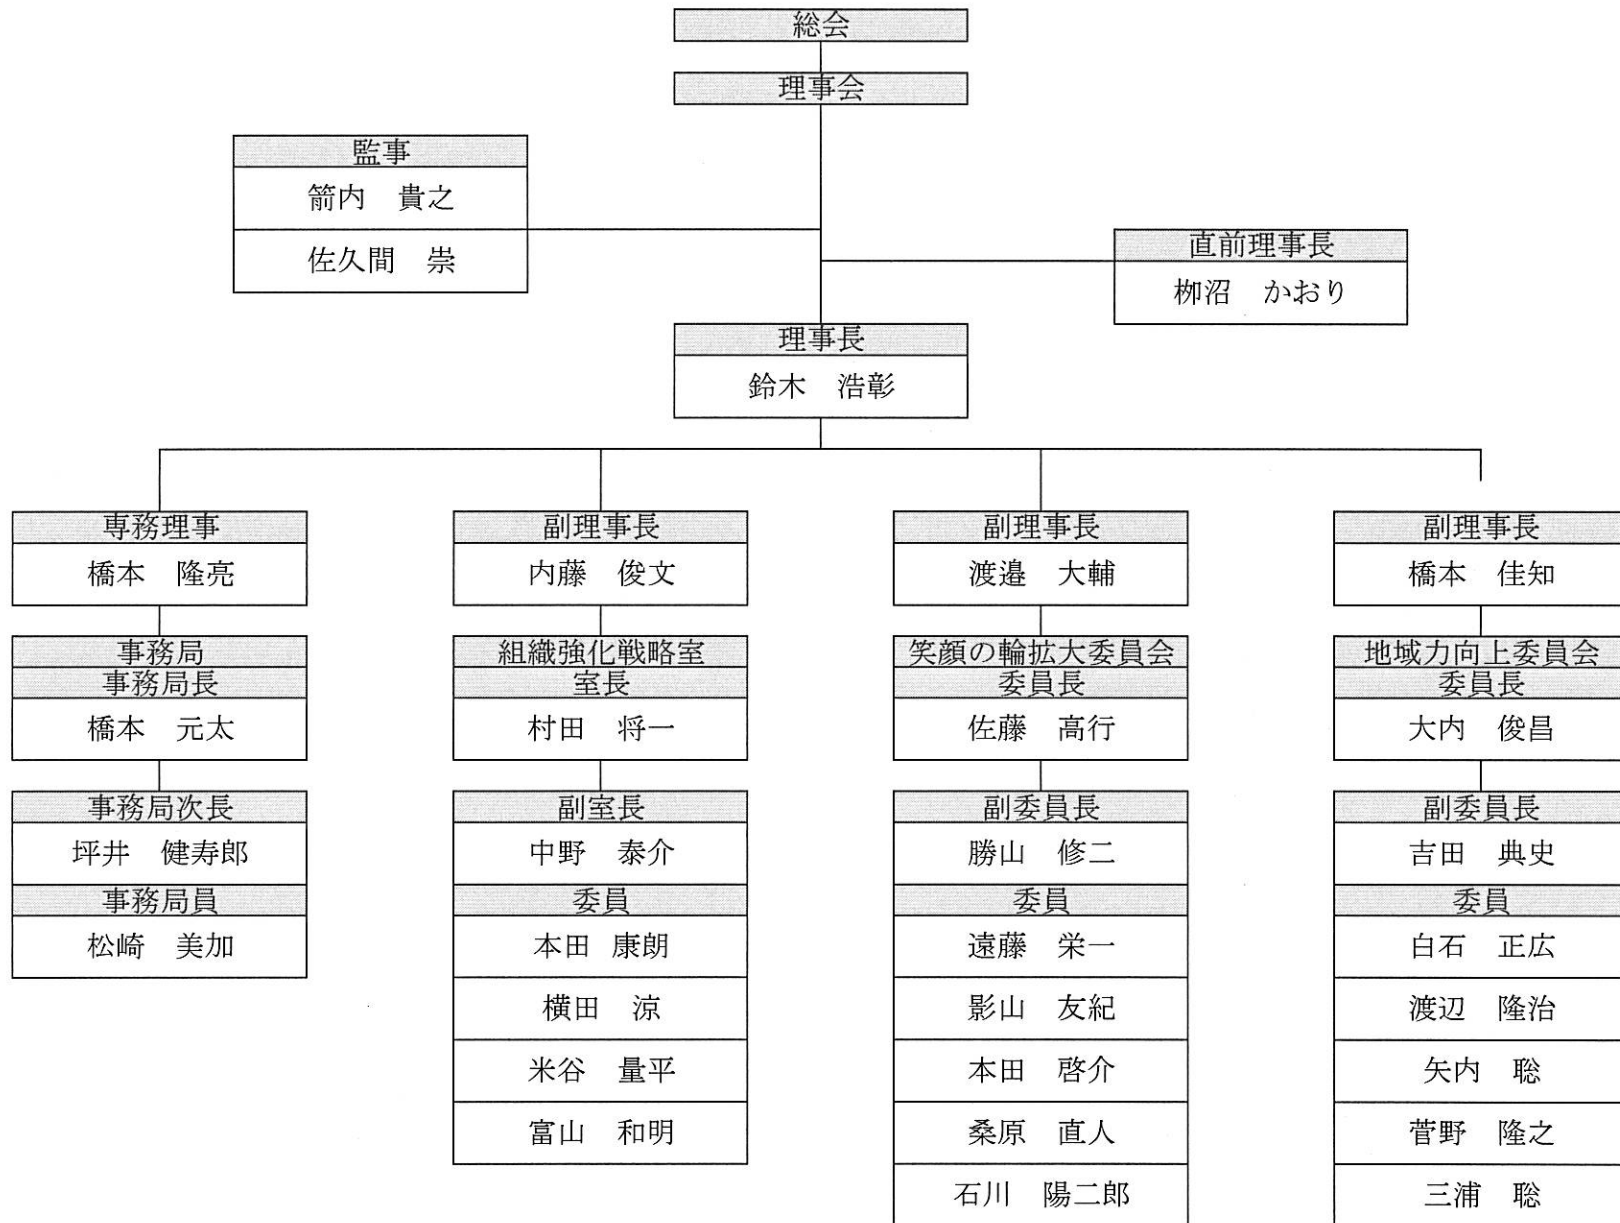 総会
理事会
監事
箭内　貴之
佐久間　崇
直前理事長
栁沼　かおり
理事長
鈴木　浩彰
専務理事
橋本　隆亮
事務局
事務局長
橋本　元太
事務局次長
坪井　健寿郎
事務局員
松崎　美加
副理事長
内藤　俊文
組織強化戦略室
室長
村田　将一
副室長
中野　泰介
委員
本田　康朗
横田　涼
米谷　量平
富山　和明
副理事長
渡邉　大輔
笑顔の輪拡大委員会
委員長
佐藤　高行
副委員長
勝山　修二
委員
遠藤　栄一
影山　友紀
本田　啓介
桑原　直人
石川　陽二郎
副理事長
橋本　佳知
地域力向上委員会
委員長
大内　俊昌
副委員長
吉田　典史
委員
白石　正広
渡辺　隆治
矢内　聡
菅野　隆之
三浦　聡